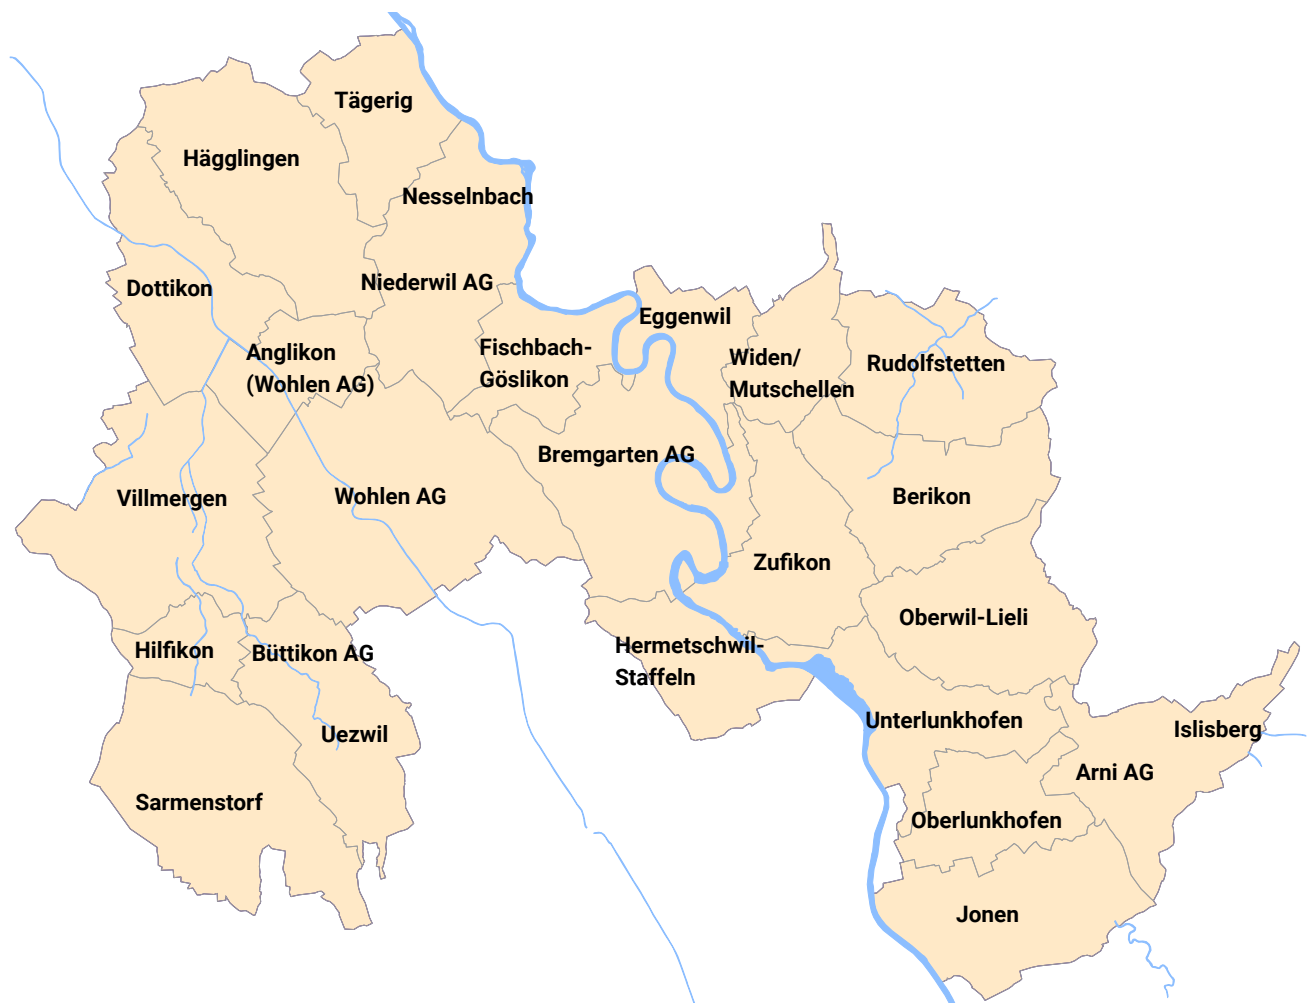 Tägerig
Hägglingen
Nesselnbach
Dottikon
Niederwil AG
Eggenwil
Anglikon
(Wohlen AG)
Fischbach-
Göslikon
Widen/
Mutschellen
Rudolfstetten
Bremgarten AG
Villmergen
Wohlen AG
Berikon
Zufikon
Oberwil-Lieli
Hilfikon
Büttikon AG
Hermetschwil-
Staffeln
Uezwil
Unterlunkhofen
Islisberg
Arni AG
Sarmenstorf
Oberlunkhofen
Jonen